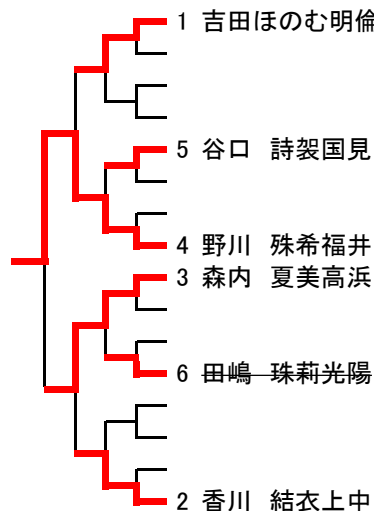 1 吉田ほのむ明倫
5 谷口 詩袈国見
4 野川 殊希福井
3 森内 夏美高浜
6 田嶋 珠莉光陽
2 香川 結衣上中